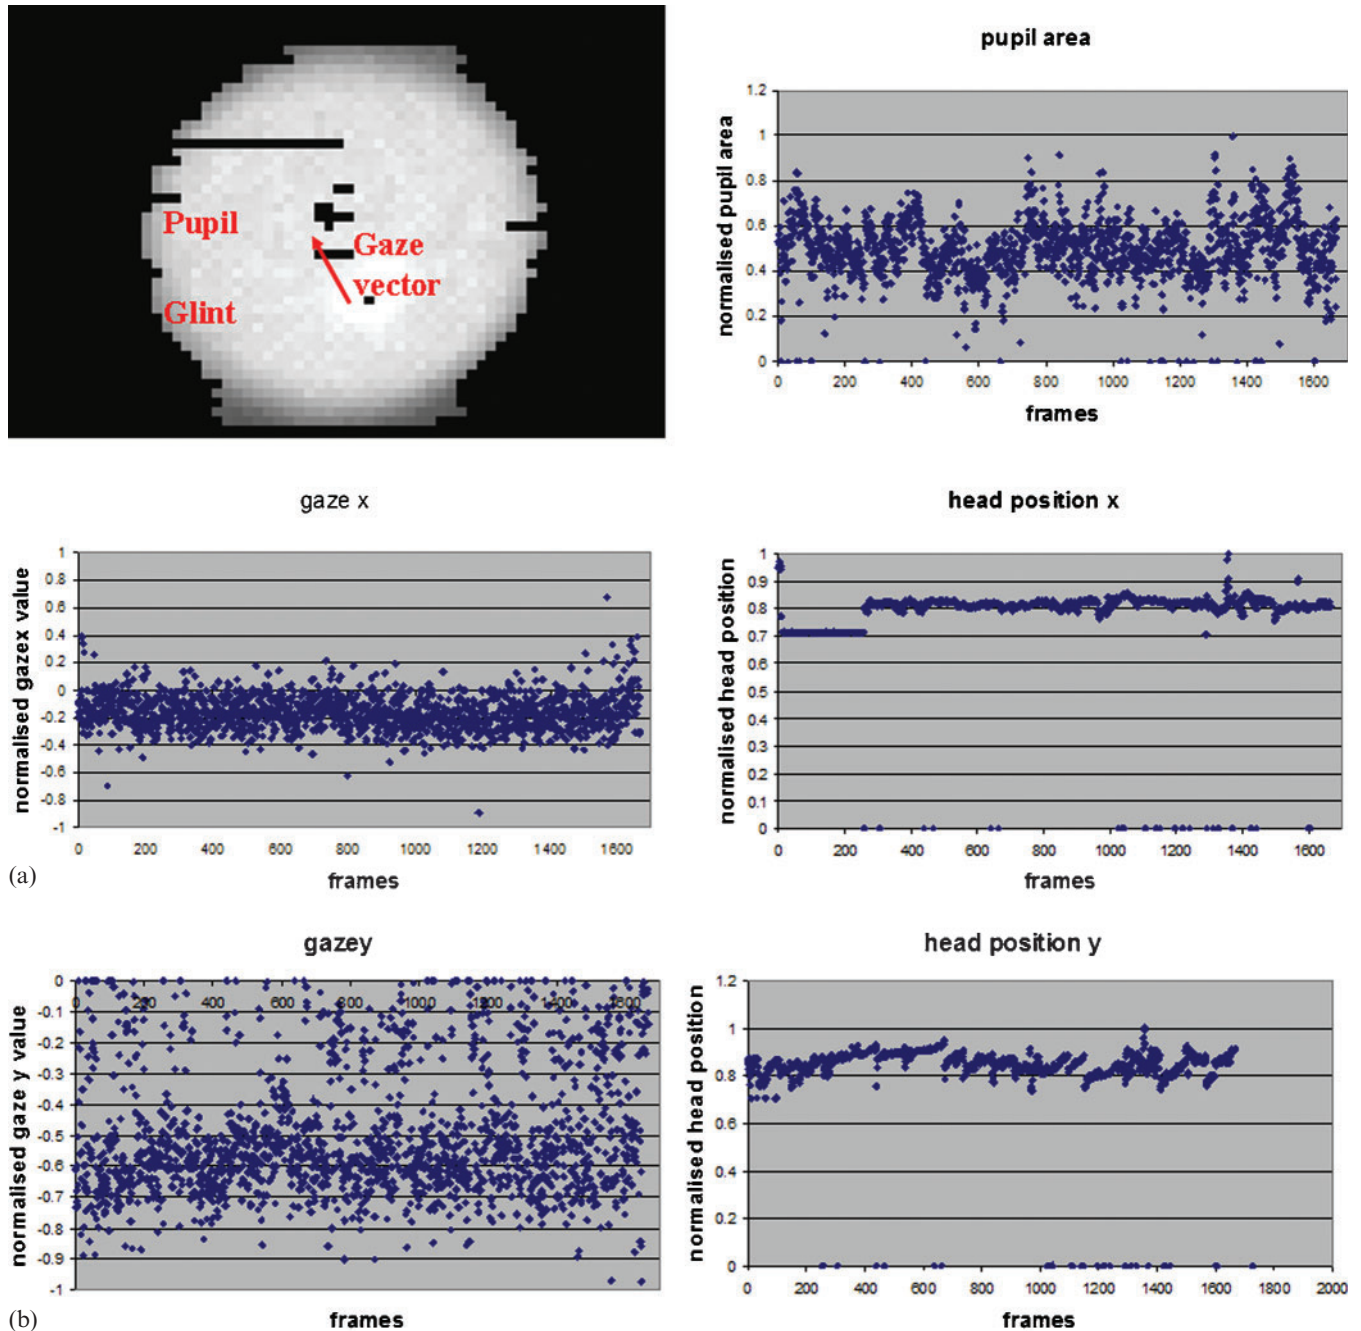 pupil area
Pupil
Gaze
vector
Glint
normalised pupil area
1.2
1
0.8
0.6
0.4
0.2
0
0 200 400 600 800 1000 1200 1400 1600
frames
gaze x
normalised gazex value
1
0.8
0.6
0.4
0.2
0
-0.2
-0.4
-0.6
-0.8
-1
0 200 400 600 800 1000 1200 1400 1600
frames
head position x
normalised head position
1
0.9
0.8
0.7
0.6
0.5
0.4
0.3
0.2
0.1
0
0 200 400 600 800 1000 1200 1400 1600
frames
(a)
gazey
normalised gaze y value
0
-0.1
-0.2
-0.3
-0.4
-0.5
-0.6
-0.7
-0.8
-0.9
-1
0 200 400 600 800 1000 1200 1400 1600
frames
head position y
normalised head position
1.2
1
0.8
0.6
0.4
0.2
0
0 200 400 600 800 1000 1200 1400 1600 1800 2000
frames
(b)